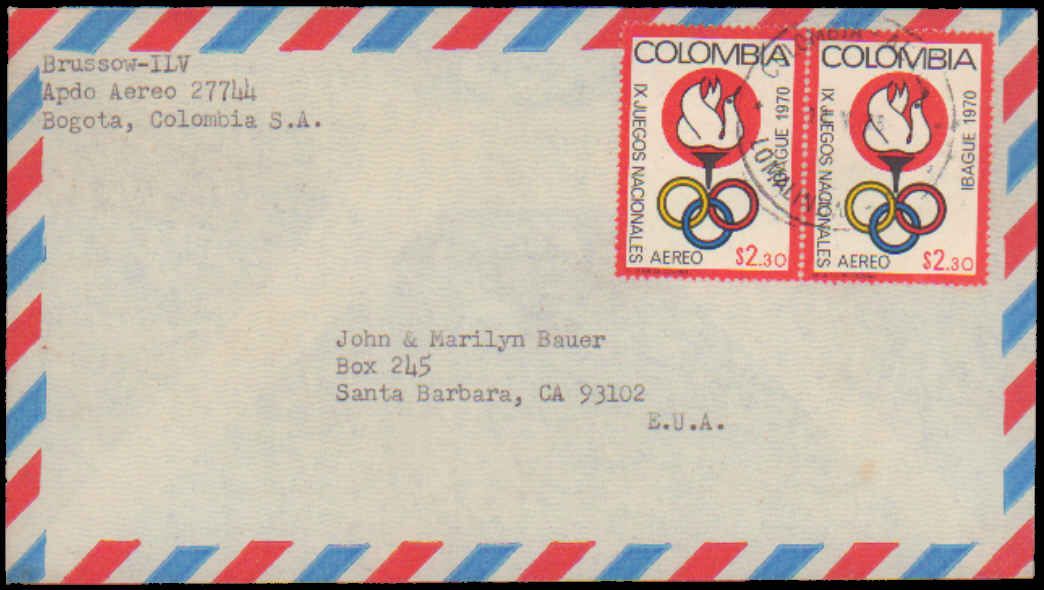 Brussow-ILV
Apdo Aereo 27744
Bogota, Colombia S.A.
COLOMBIA
IX JUEGOS NACIONALES
IBAGUE 1970
AEREO $2.30
COLOMBIA
IX JUEGOS NACIONALES
IBAGUE 1970
AEREO $2.30
LOMALINDA
John & Marilyn Bauer
Box 245
Santa Barbara, CA 93102
E.U.A.